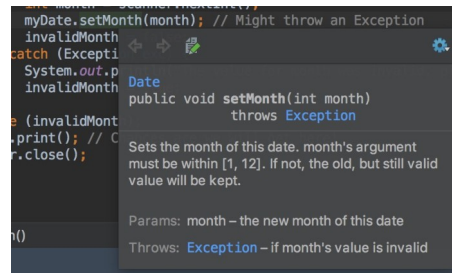 myDate.setMonth(month); // Might throw an Exception
invalidMonth
catch (Excepti
System.out.p
invalidMonth
e (invalidMont
.print(); // C
r.close();
Date
public void setMonth(int month)
throws Exception
Sets the month of this date. month's argument
must be within [1, 12]. If not, the old, but still valid
value will be kept.
Params: month – the new month of this date
Throws: Exception – if month's value is invalid
()